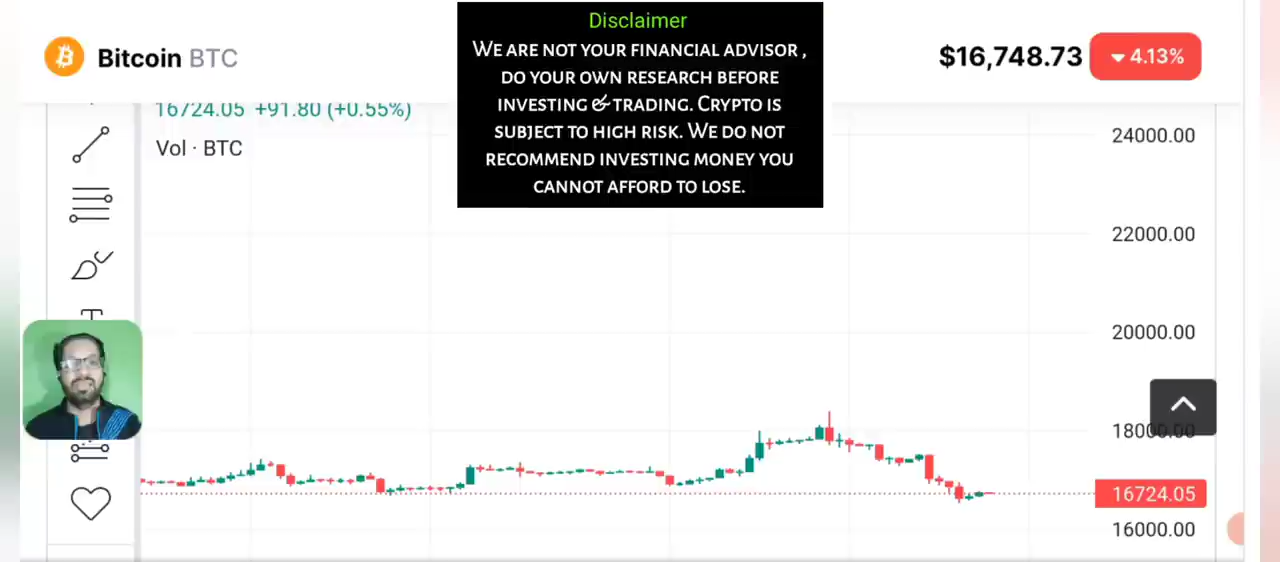 Disclaimer
We are not your financial advisor ,
do your own research before
investing & trading. Crypto is
subject to high risk. We do not
recommend investing money you
cannot afford to lose.
Bitcoin BTC
$16,748.73
4.13%
16724.05 +91.80 (+0.55%)
Vol · BTC
24000.00
22000.00
20000.00
18000.00
16724.05
16000.00